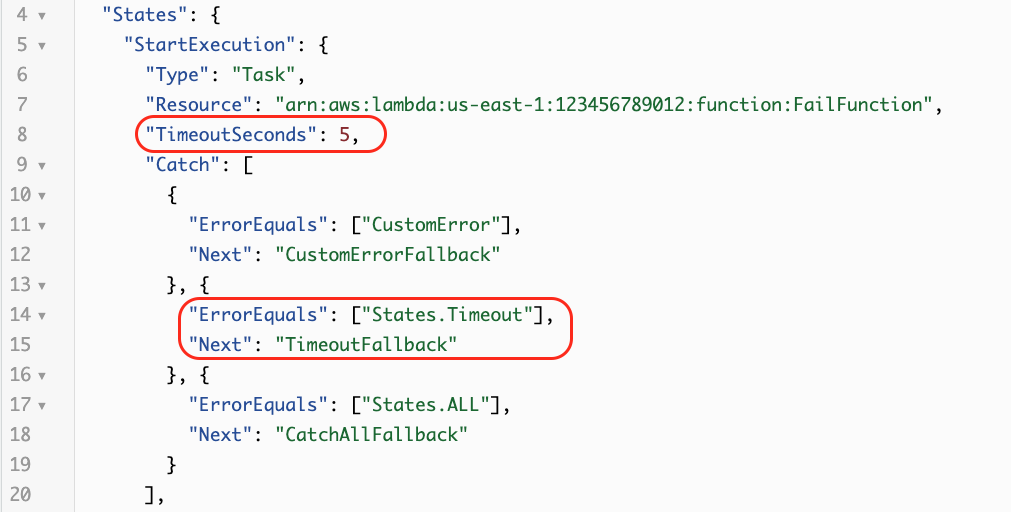 4 "States": {
5 "StartExecution": {
6 "Type": "Task",
7 "Resource": "arn:aws:lambda:us-east-1:123456789012:function:FailFunction",
8 "TimeoutSeconds": 5,
9 "Catch": [
10 {
11 "ErrorEquals": ["CustomError"],
12 "Next": "CustomErrorFallback"
13 }, {
14 "ErrorEquals": ["States.Timeout"],
15 "Next": "TimeoutFallback"
16 }, {
17 "ErrorEquals": ["States.ALL"],
18 "Next": "CatchAllFallback"
19 }
20 ],